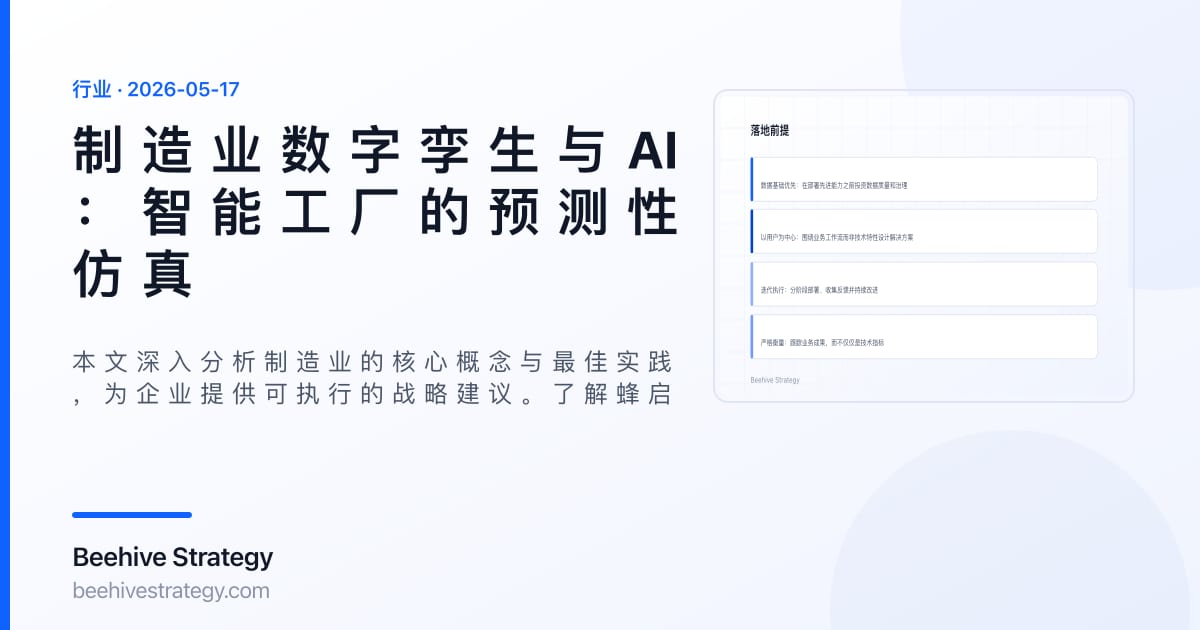 行业 · 2026-05-17
制造业数字孪生与 AI
：智能工厂的预测性
仿真
本文深入分析制造业的核心概念与最佳实践
，为企业提供可执行的战略建议。了解蜂启
Beehive Strategy
beehivestrategy.com
落地前提
数据基础优先：在部署先进能力之前投资数据质量和治理
以用户为中心：围绕业务工作流而非技术特性设计解决方案
迭代执行：分阶段部署、收集反馈并持续改进
严格衡量：跟踪业务成果，而不仅仅是技术指标
Beehive Strategy